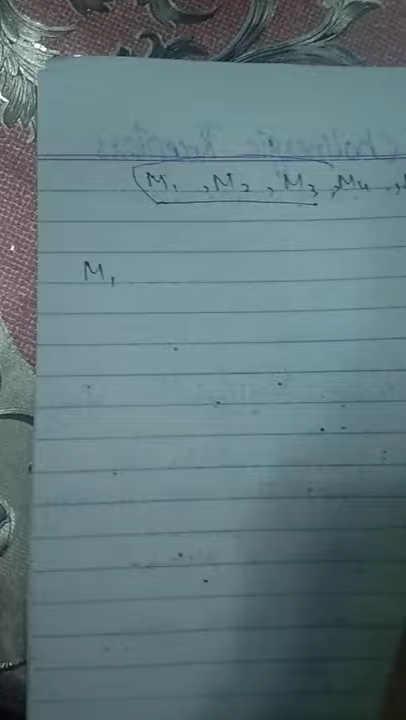 M₁ , M₂ , M₃ , M₄ ,
M₁